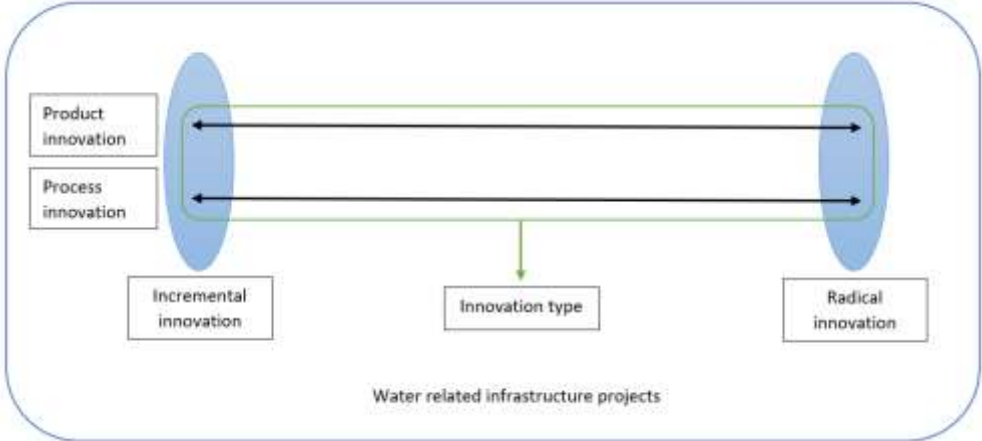 Product
innovation
Process
innovation
Incremental
innovation
Innovation type
Radical
innovation
Water related infrastructure projects